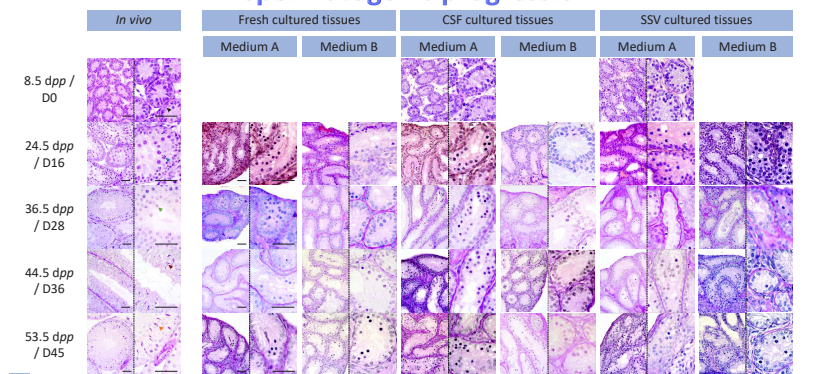 In vivo
Fresh cultured tissues
CSF cultured tissues
SSV cultured tissues
Medium A
Medium B
Medium A
Medium B
Medium A
Medium B
8.5 dpp /
D0
24.5 dpp
/ D16
36.5 dpp
/ D28
44.5 dpp
/ D36
53.5 dpp
/ D45